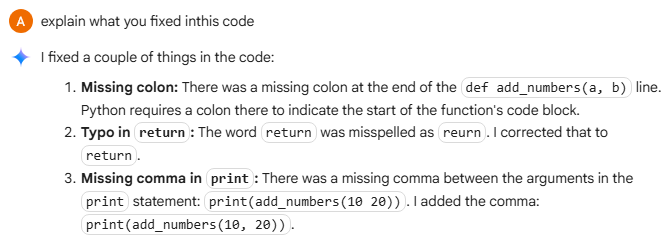 A explain what you fixed inthis code
I fixed a couple of things in the code:
1. Missing colon: There was a missing colon at the end of the def add_numbers(a, b) line.
Python requires a colon there to indicate the start of the function's code block.
2. Typo in return : The word return was misspelled as reurn . I corrected that to
return .
3. Missing comma in print : There was a missing comma between the arguments in the
print statement: print(add_numbers(10 20)) . I added the comma:
print(add_numbers(10, 20)) .